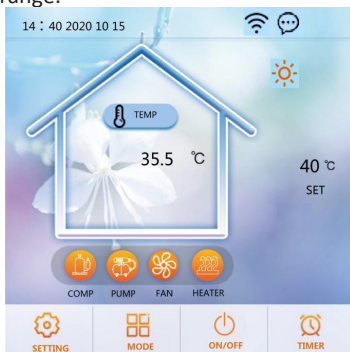 range.
14：40 2020 10 15
TEMP
35.5 ℃
40 ℃
SET
COMP PUMP FAN HEATER
SETTING MODE ON/OFF TIMER